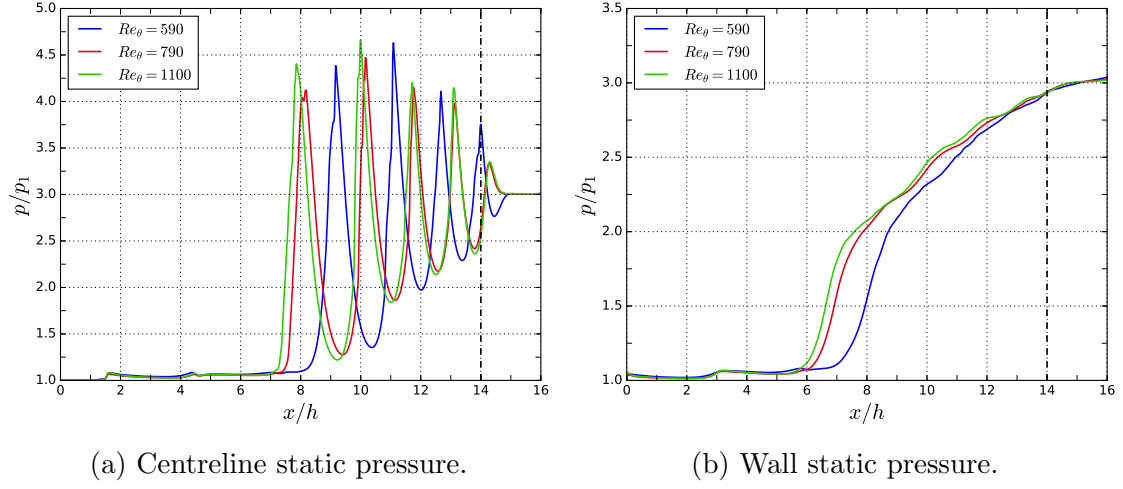 5.0
4.5
4.0
3.5
3.0
2.5
2.0
1.5
1.0
p/p₁
0 2 4 6 8 10 12 14 16
x/h
Re_θ = 590
Re_θ = 790
Re_θ = 1100
(a) Centreline static pressure.
3.5
3.0
2.5
2.0
1.5
1.0
p/p₁
0 2 4 6 8 10 12 14 16
x/h
Re_θ = 590
Re_θ = 790
Re_θ = 1100
(b) Wall static pressure.